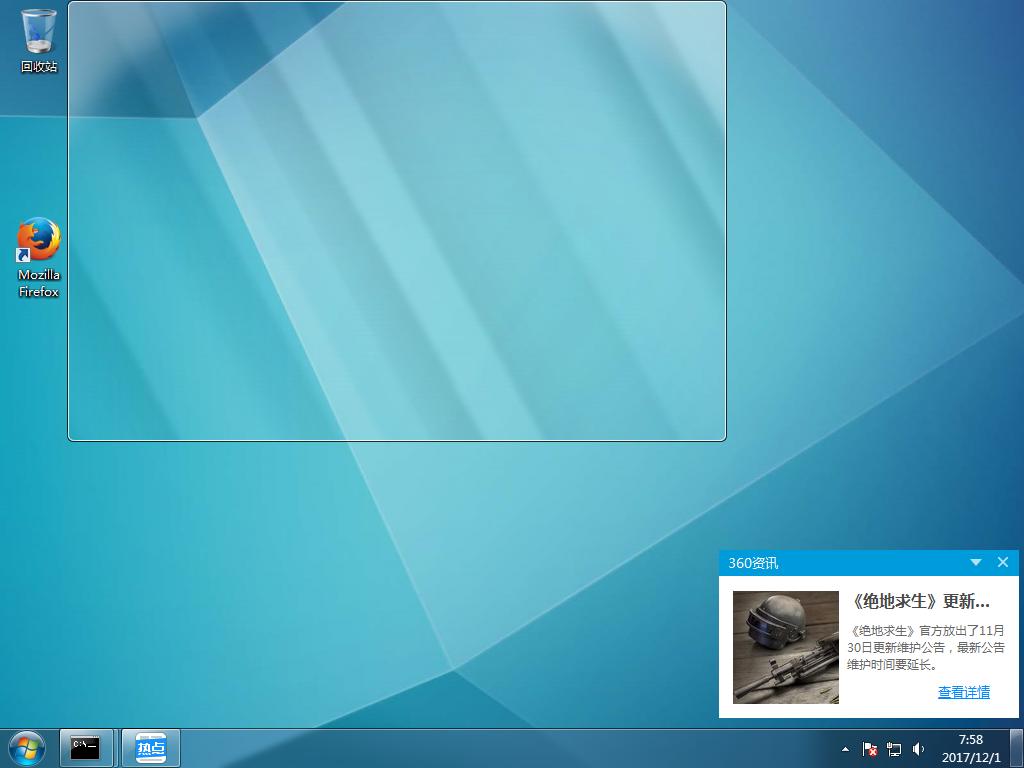 回收站
Mozilla
Firefox
360资讯
《绝地求生》更新...
《绝地求生》官方放出了11月
30日更新维护公告，最新公告
维护时间要延长。
查看详情
C:\
热点
7:58
2017/12/1